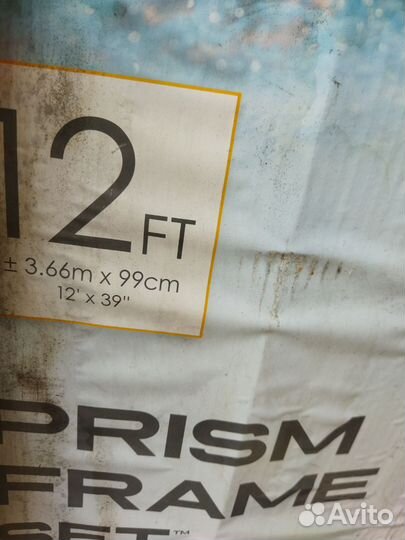 12 FT
± 3.66m x 99cm
12' x 39"
PRISM
FRAME
SET™
Avito